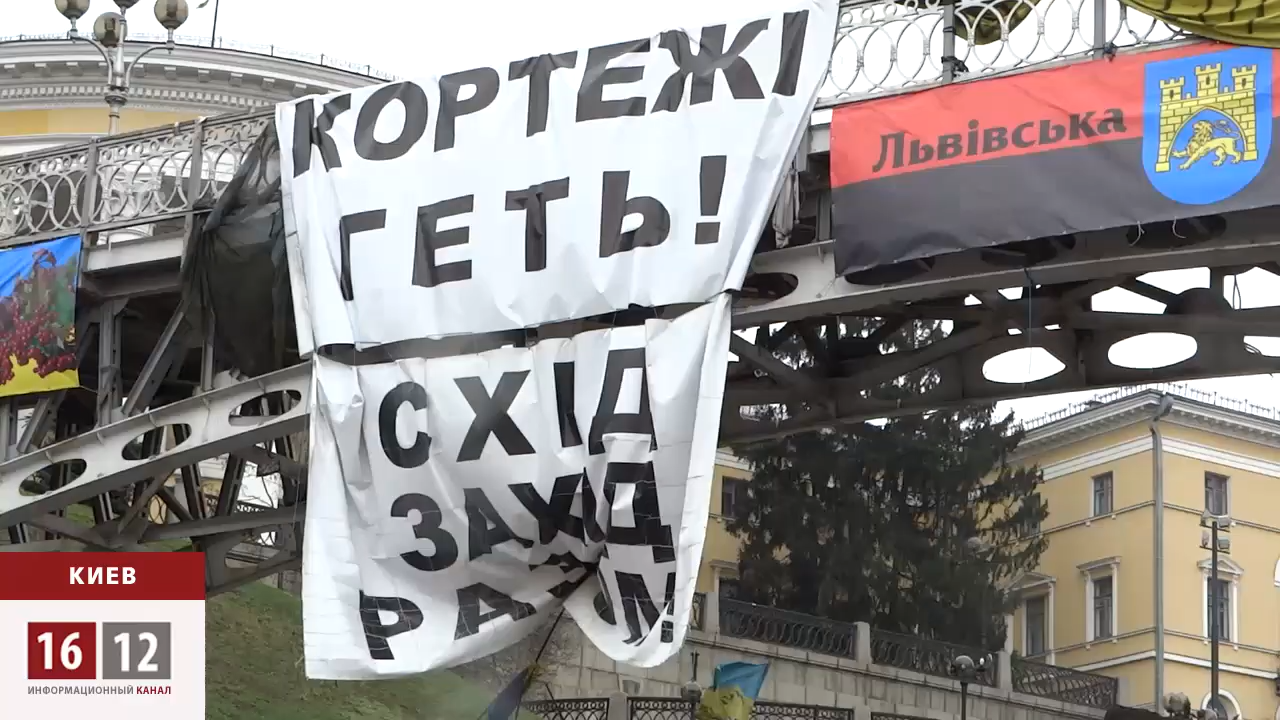 КОРТЕЖІ
ГЕТЬ!
СХІД
ЗАХІД
РАЗОМ
Львівська
КИЕВ
16 12
ИНФОРМАЦИОННЫЙ КАНАЛ